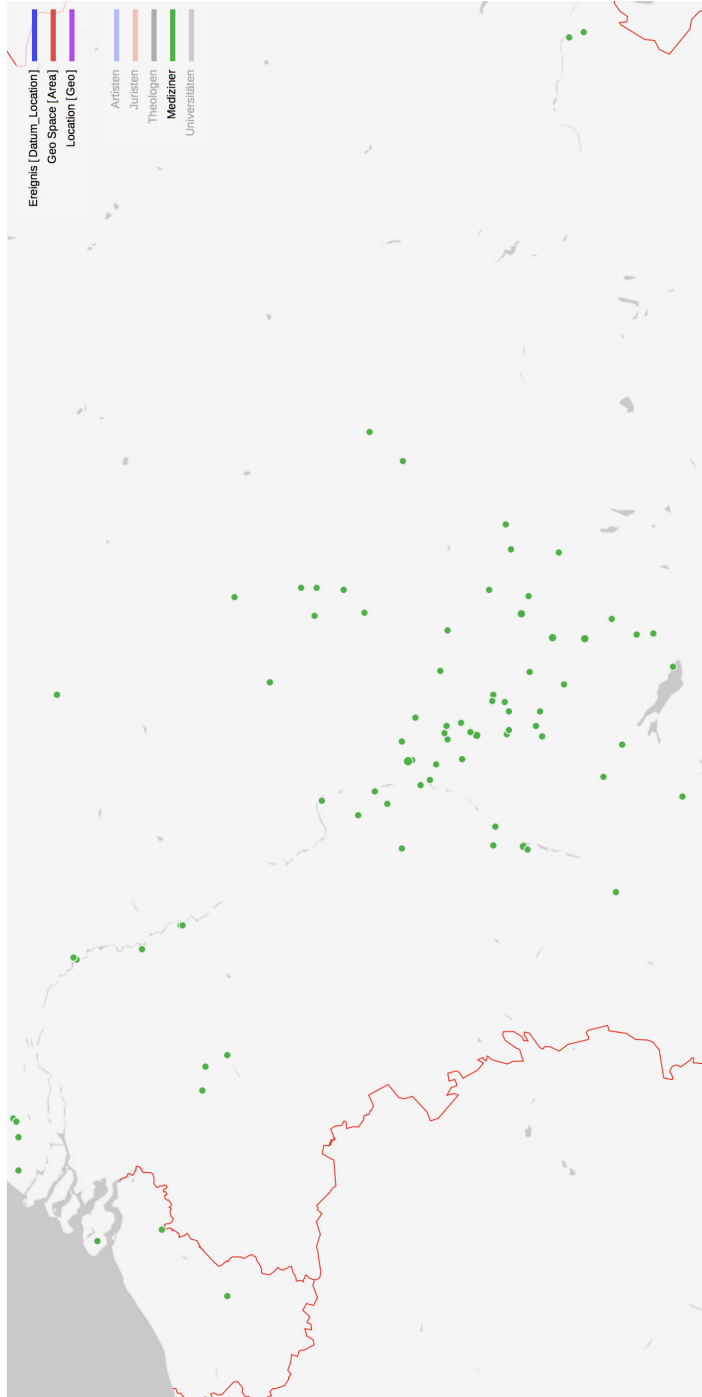 Ereignis [Datum_Location]
Geo Space [Area]
Location [Geo]
Artisten
Juristen
Theologen
Mediziner
Universitäten